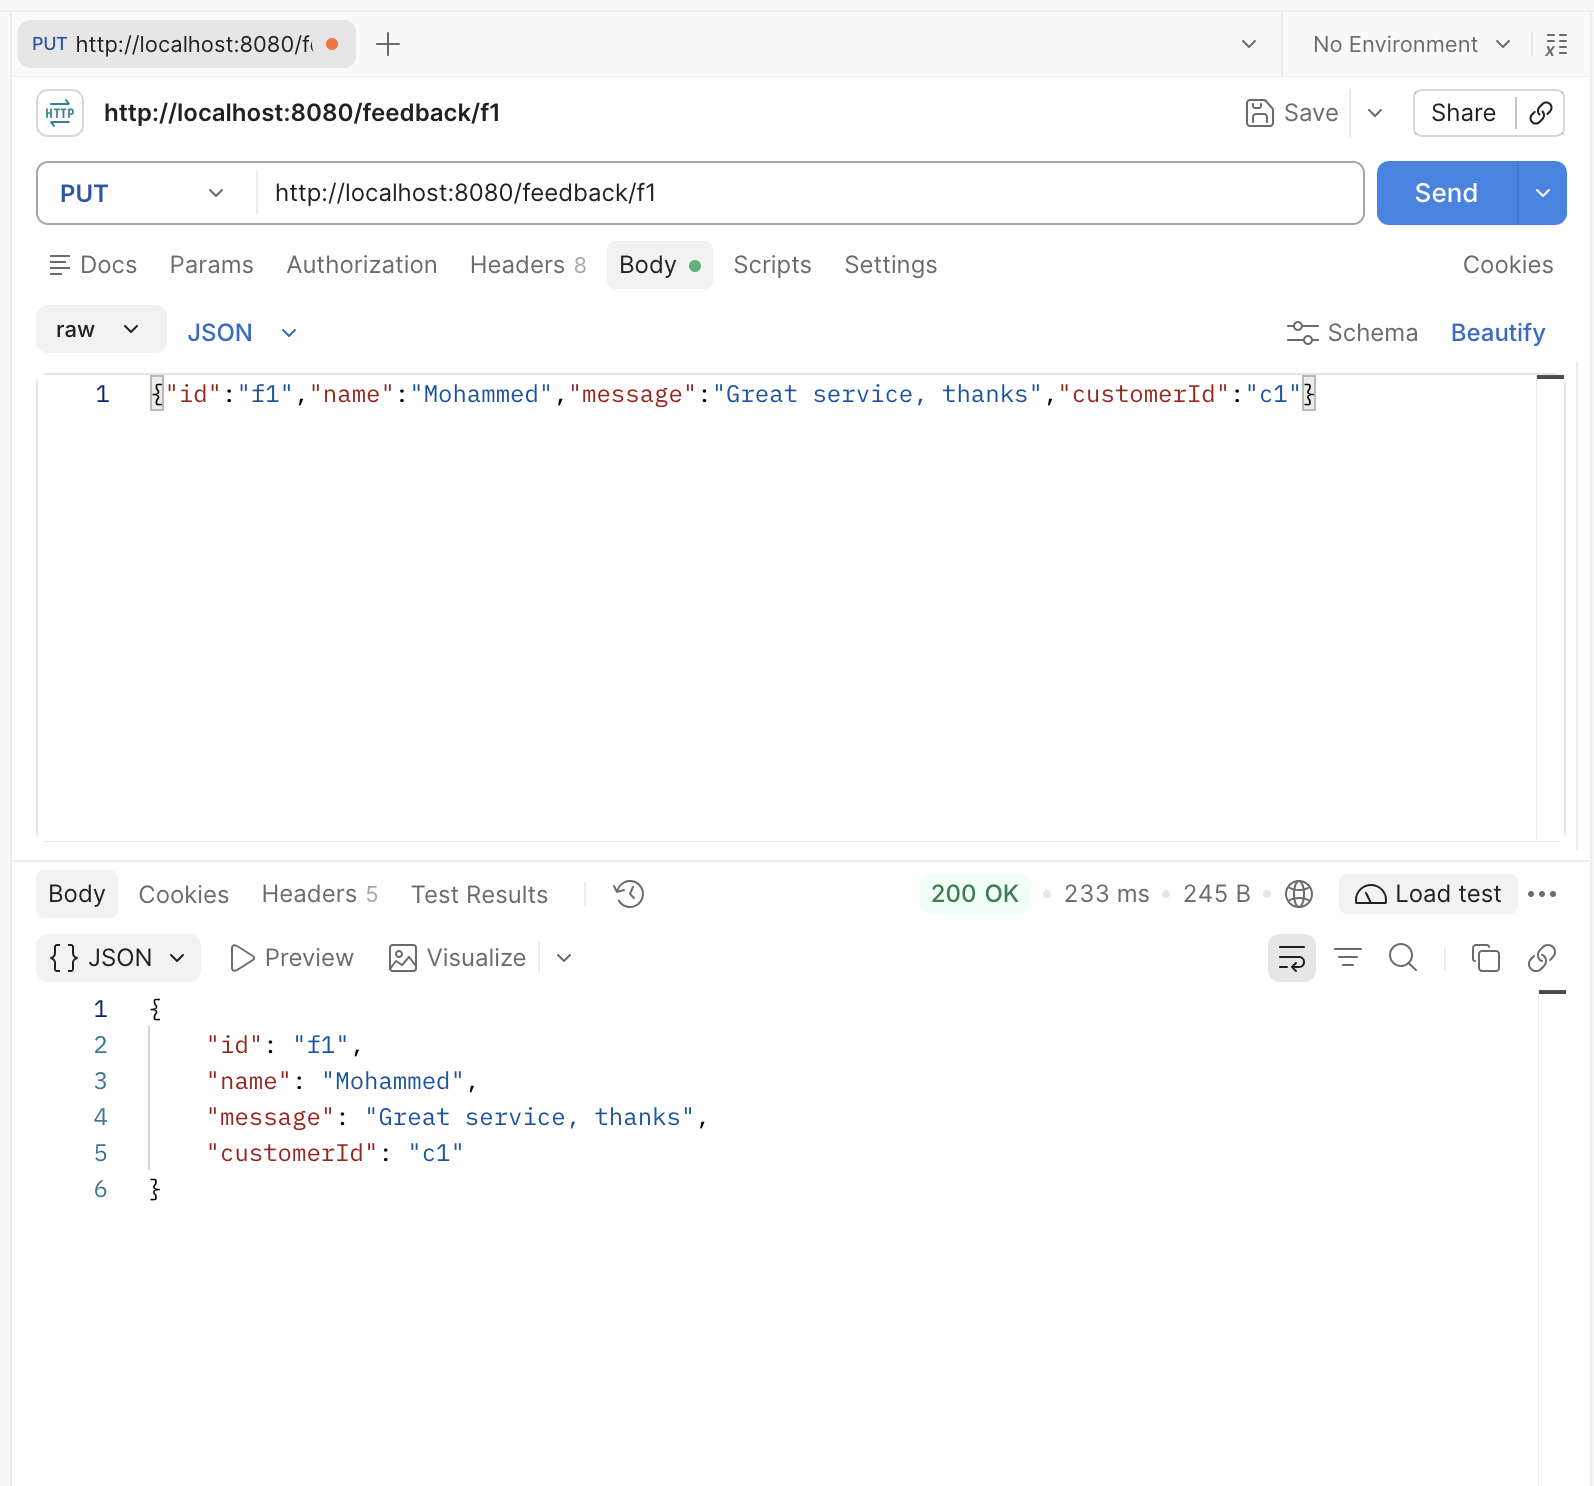 PUT http://localhost:8080/f
No Environment
HTTP http://localhost:8080/feedback/f1
Save
Share
PUT http://localhost:8080/feedback/f1
Send
Docs Params Authorization Headers 8 Body Scripts Settings Cookies
raw JSON Schema Beautify
1 {"id":"f1","name":"Mohammed","message":"Great service, thanks","customerId":"c1"}
Body Cookies Headers 5 Test Results 200 OK • 233 ms • 245 B • Load test
{} JSON Preview Visualize
1 {
2 "id": "f1",
3 "name": "Mohammed",
4 "message": "Great service, thanks",
5 "customerId": "c1"
6 }